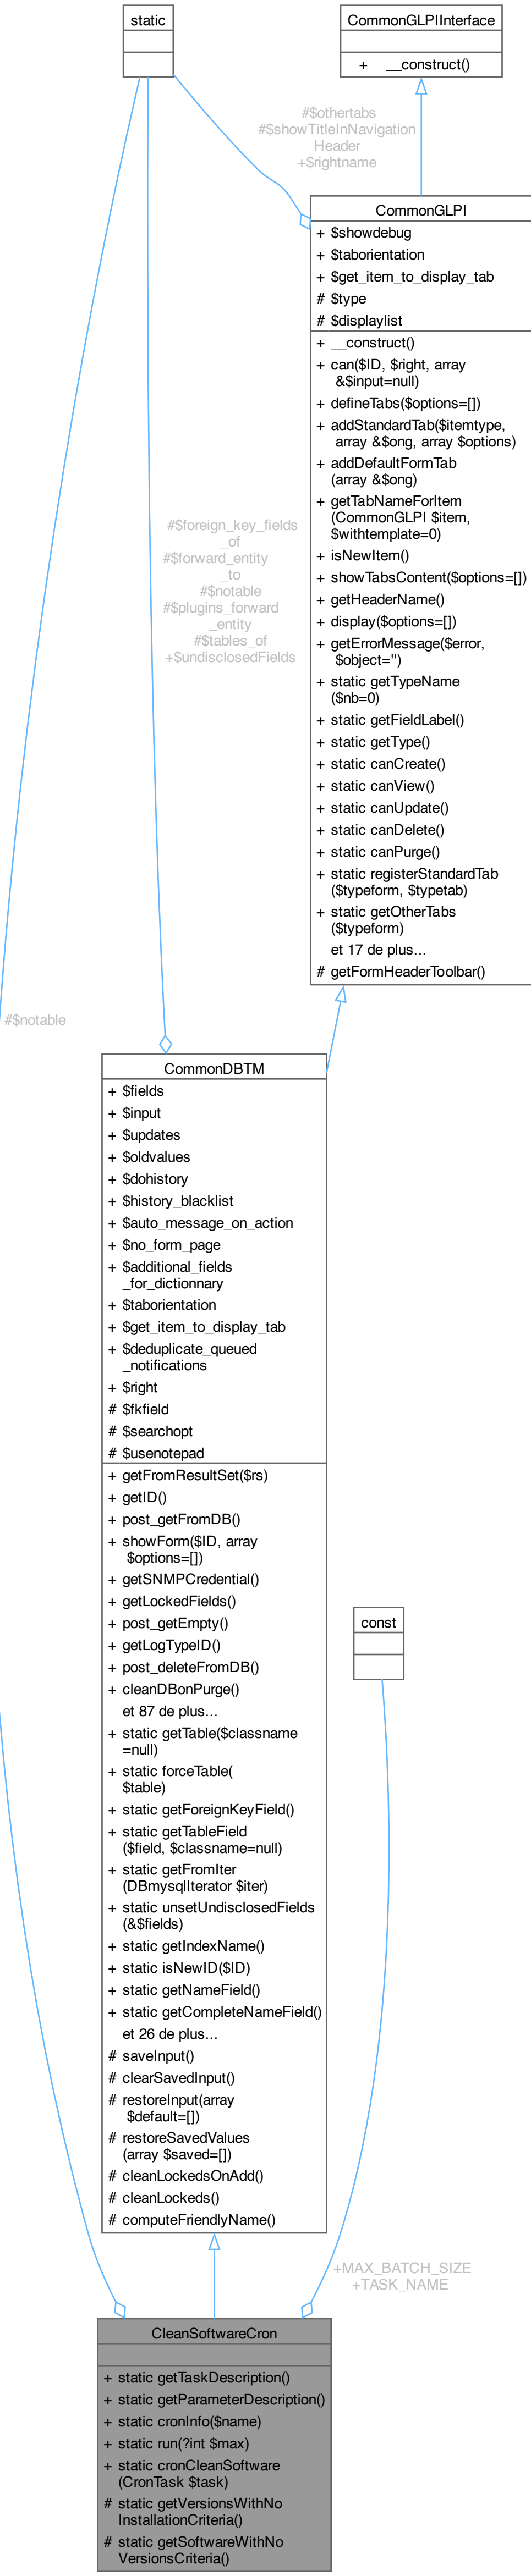 static
CommonGLPIInterface
+ __construct()
#$othertabs
#$showTitleInNavigation
Header
+$rightname
CommonGLPI
+ $showdebug
+ $taborientation
+ $get_item_to_display_tab
# $type
# $displaylist
+ __construct()
+ can($ID, $right, array
&$input=null)
+ defineTabs($options=[])
+ addStandardTab($itemtype,
array &$ong, array $options)
+ addDefaultFormTab
(array &$ong)
+ getTabNameForItem
(CommonGLPI $item,
$withtemplate=0)
+ isNewItem()
+ showTabsContent($options=[])
+ getHeaderName()
+ display($options=[])
+ getErrorMessage($error,
$object='')
+ static getTypeName
($nb=0)
+ static getFieldLabel()
+ static getType()
+ static canCreate()
+ static canView()
+ static canUpdate()
+ static canDelete()
+ static canPurge()
+ static registerStandardTab
($typeform, $typetab)
+ static getOtherTabs
($typeform)
et 17 de plus...
# getFormHeaderToolbar()
#$foreign_key_fields
_of
#$forward_entity
_to
#$notable
#$plugins_forward
_entity
#$tables_of
+$undisclosedFields
#$notable
CommonDBTM
+ $fields
+ $input
+ $updates
+ $oldvalues
+ $dohistory
+ $history_blacklist
+ $auto_message_on_action
+ $no_form_page
+ $additional_fields
_for_dictionnary
+ $taborientation
+ $get_item_to_display_tab
+ $deduplicate_queued
_notifications
+ $right
# $fkfield
# $searchopt
# $usenotepad
+ getFromResultSet($rs)
+ getID()
+ post_getFromDB()
+ showForm($ID, array
$options=[])
+ getSNMPCredential()
+ getLockedFields()
+ post_getEmpty()
+ getLogTypeID()
+ post_deleteFromDB()
+ cleanDBonPurge()
et 87 de plus...
+ static getTable($classname
=null)
+ static forceTable(
$table)
+ static getForeignKeyField()
+ static getTableField
($field, $classname=null)
+ static getFromIter
(DBmysqlIterator $iter)
+ static unsetUndisclosedFields
(&$fields)
+ static getIndexName()
+ static isNewID($ID)
+ static getNameField()
+ static getCompleteNameField()
et 26 de plus...
# saveInput()
# clearSavedInput()
# restoreInput(array
$default=[])
# restoreSavedValues
(array $saved=[])
# cleanLockedsOnAdd()
# cleanLockeds()
# computeFriendlyName()
const
+MAX_BATCH_SIZE
+TASK_NAME
CleanSoftwareCron
+ static getTaskDescription()
+ static getParameterDescription()
+ static cronInfo($name)
+ static run(?int $max)
+ static cronCleanSoftware
(CronTask $task)
# static getVersionsWithNo
InstallationCriteria()
# static getSoftwareWithNo
VersionsCriteria()